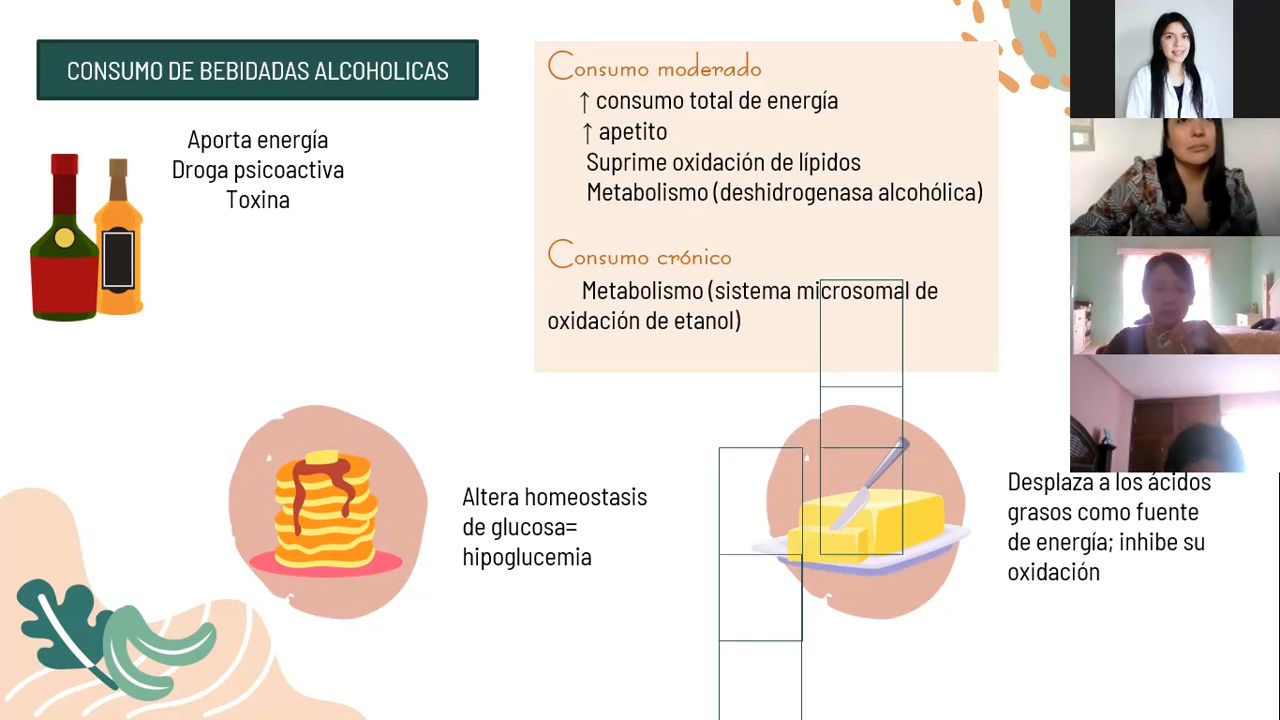 CONSUMO DE BEBIDADAS ALCOHOLICAS
Aporta energía
Droga psicoactiva
Toxina
Consumo moderado
↑ consumo total de energía
↑ apetito
Suprime oxidación de lípidos
Metabolismo (deshidrogenasa alcohólica)
Consumo crónico
Metabolismo (sistema microsomal de
oxidación de etanol)
Altera homeostasis
de glucosa=
hipoglucemia
Desplaza a los ácidos
grasos como fuente
de energía; inhibe su
oxidación